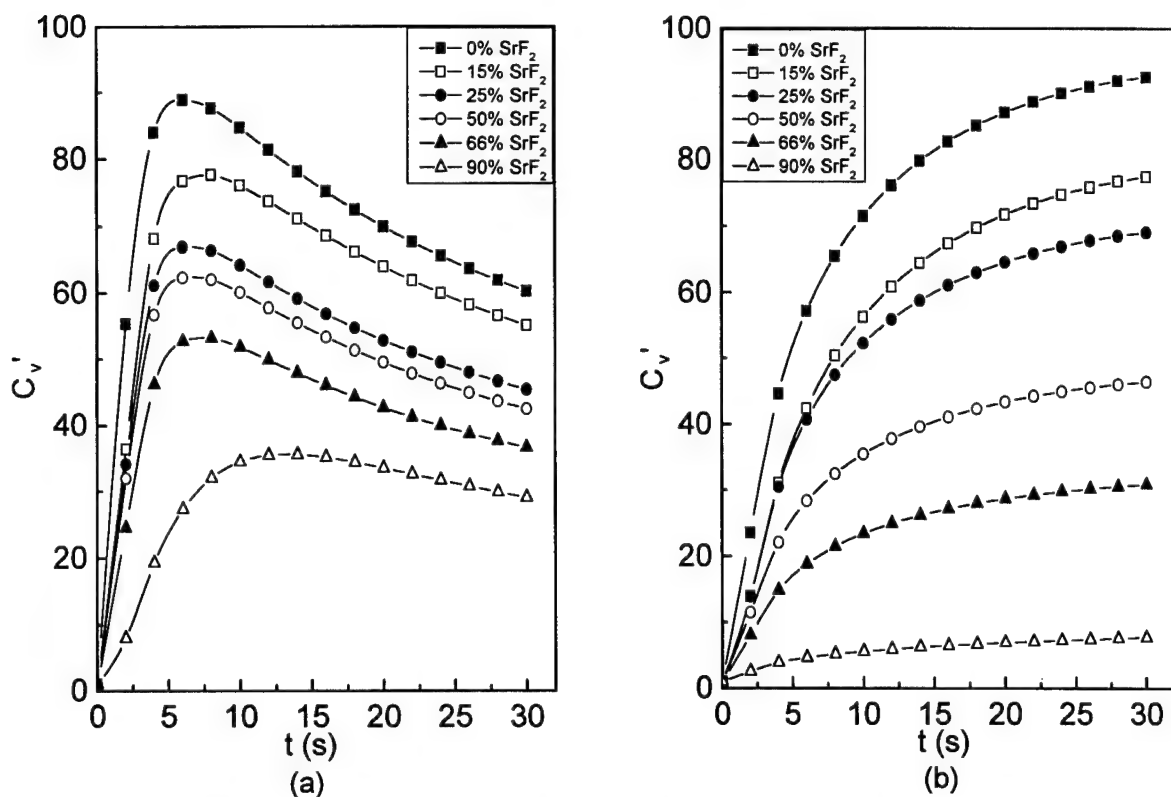 100
80
60
40
20
0
C_v'
0% SrF₂
15% SrF₂
25% SrF₂
50% SrF₂
66% SrF₂
90% SrF₂
0 5 10 15 20 25 30
t (s)
(a)
100
80
60
40
20
0
C_v'
0% SrF₂
15% SrF₂
25% SrF₂
50% SrF₂
66% SrF₂
90% SrF₂
0 5 10 15 20 25 30
t (s)
(b)